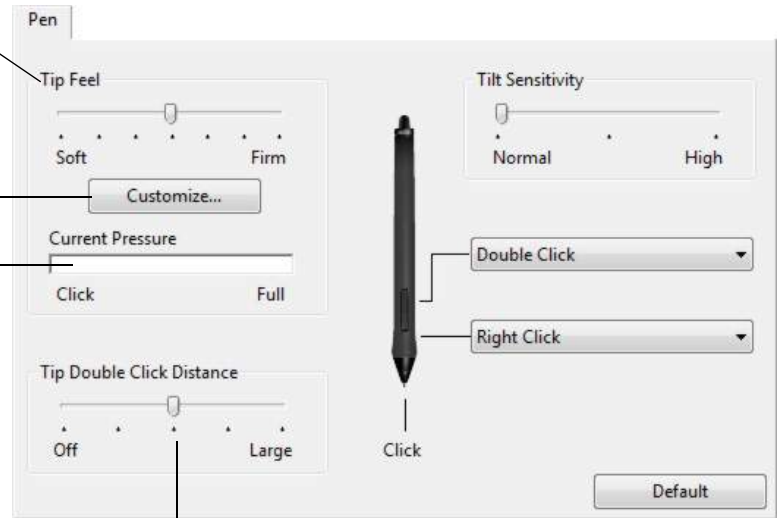 Pen
Tip Feel
Soft Firm
Customize...
Current Pressure
Click Full
Tip Double Click Distance
Off Large
Click
Tilt Sensitivity
Normal High
Double Click
Right Click
Default